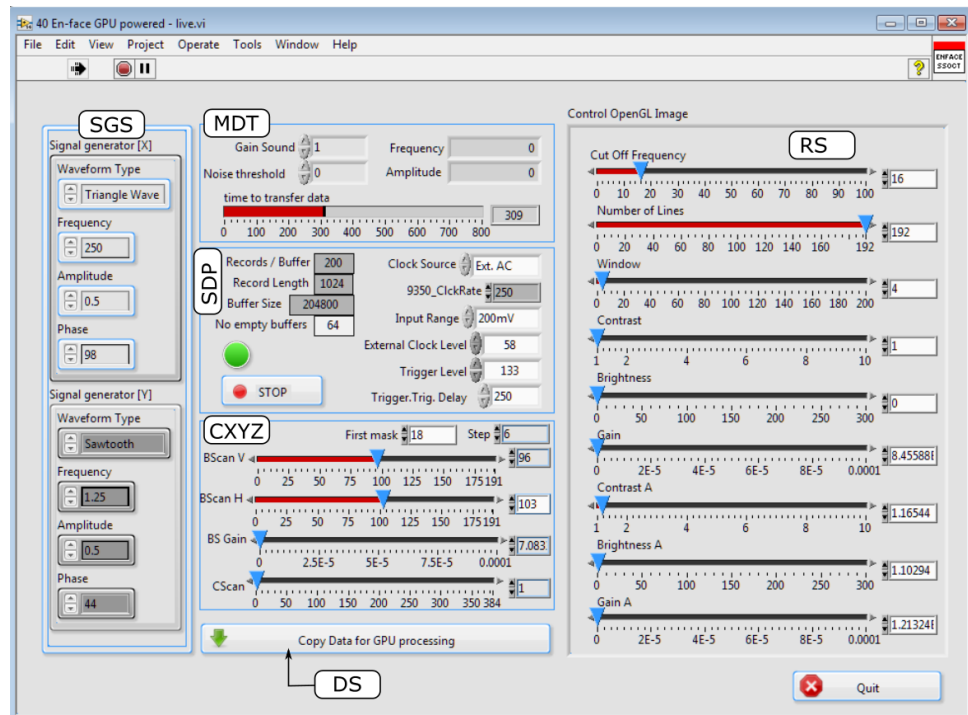 40 En-face GPU powered - live.vi
File Edit View Project Operate Tools Window Help
ENFACE
SSOCT
SGS
Signal generator [X]
Waveform Type
Triangle Wave
Frequency
250
Amplitude
0.5
Phase
98
Signal generator [Y]
Waveform Type
Sawtooth
Frequency
1.25
Amplitude
0.5
Phase
44
MDT
Gain Sound 1 Frequency 0
Noise threshold 0 Amplitude 0
time to transfer data
309
0 100 200 300 400 500 600 700 800
SDP
Records / Buffer 200 Clock Source Ext. AC
Record Length 1024 9350_ClckRate 250
Buffer Size 204800 Input Range 200mV
No empty buffers 64 External Clock Level 58
Trigger Level 133
STOP Trigger.Trig. Delay 250
CXYZ
First mask 18 Step 6
BScan V 96
0 25 50 75 100 125 150 175 191
BScan H 103
0 25 50 75 100 125 150 175 191
BS Gain 7.083
0 2.5E-5 5E-5 7.5E-5 0.0001
CScan 1
0 50 100 150 200 250 300 350 384
Copy Data for GPU processing
DS
Control OpenGL Image
RS
Cut Off Frequency
16
0 10 20 30 40 50 60 70 80 90 100
Number of Lines
192
0 20 40 60 80 100 120 140 160 192
Window
4
0 20 40 60 80 100 120 140 160 180 200
Contrast
1
1 2 4 6 8 10
Brightness
0
0 50 100 150 200 250 300
Gain
8.45588E
0 2E-5 4E-5 6E-5 8E-5 0.0001
Contrast A
1.16544
1 2 4 6 8 10
Brightness A
1.10294
0 50 100 150 200 250 300
Gain A
1.21324E
0 2E-5 4E-5 6E-5 8E-5 0.0001
Quit